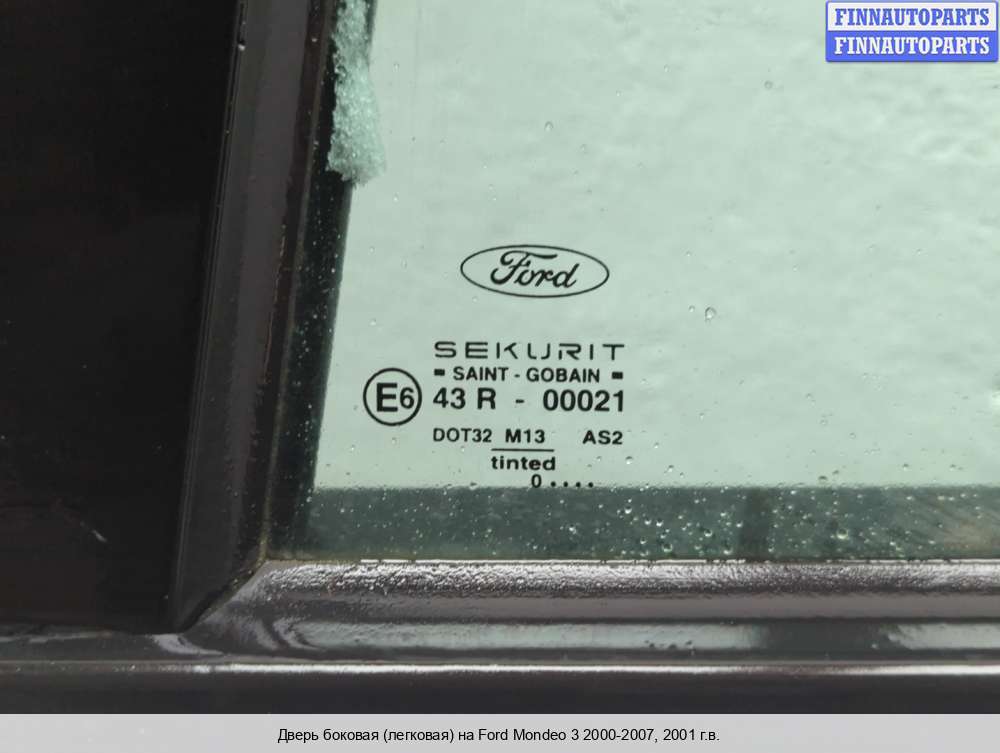 FINNAUTOPARTS
FINNAUTOPARTS
Ford
SEKURIT
SAINT - GOBAIN
E6 43 R - 00021
DOT32 M13 AS2
tinted
0 ....
Дверь боковая (легковая) на Ford Mondeo 3 2000-2007, 2001 г.в.